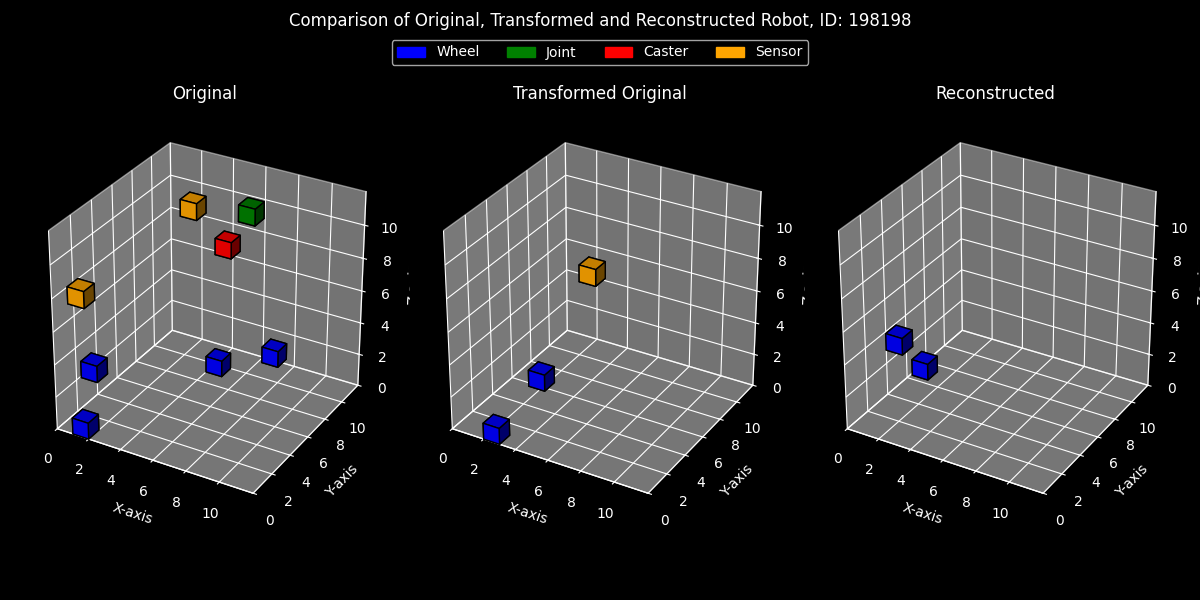 Comparison of Original, Transformed and Reconstructed Robot, ID: 198198
Wheel Joint Caster Sensor
Original
Transformed Original
Reconstructed
0 2 4 6 8 10
X-axis
0 2 4 6 8 10
Y-axis
0 2 4 6 8 10
0 2 4 6 8 10
X-axis
0 2 4 6 8 10
Y-axis
0 2 4 6 8 10
0 2 4 6 8 10
X-axis
0 2 4 6 8 10
Y-axis
0 2 4 6 8 10